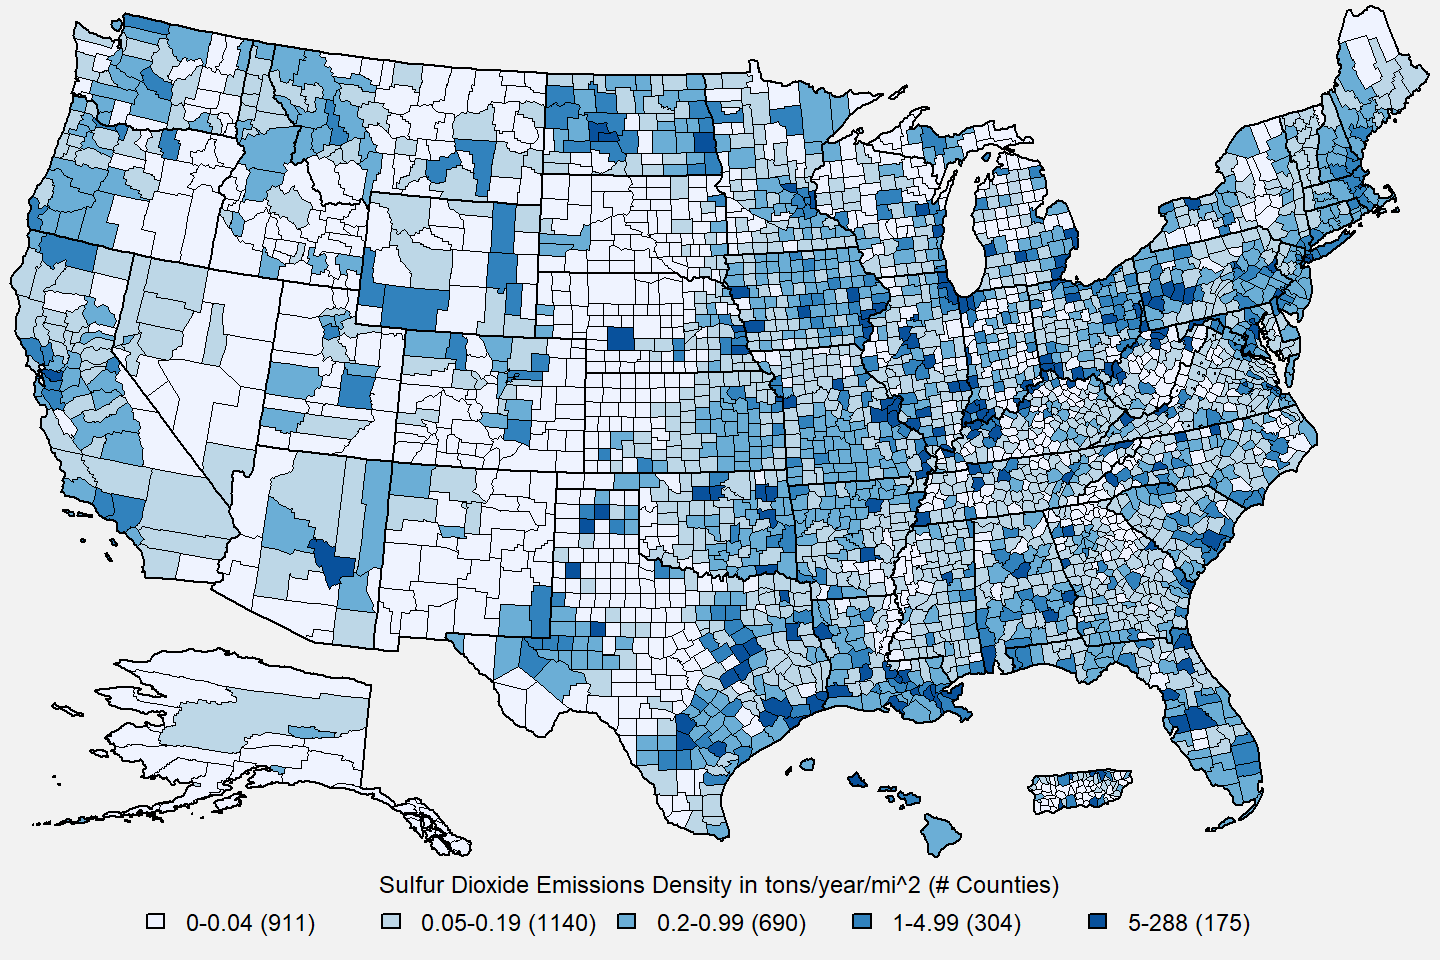 Sulfur Dioxide Emissions Density in tons/year/mi^2 (# Counties)
0-0.04 (911) 0.05-0.19 (1140) 0.2-0.99 (690) 1-4.99 (304) 5-288 (175)